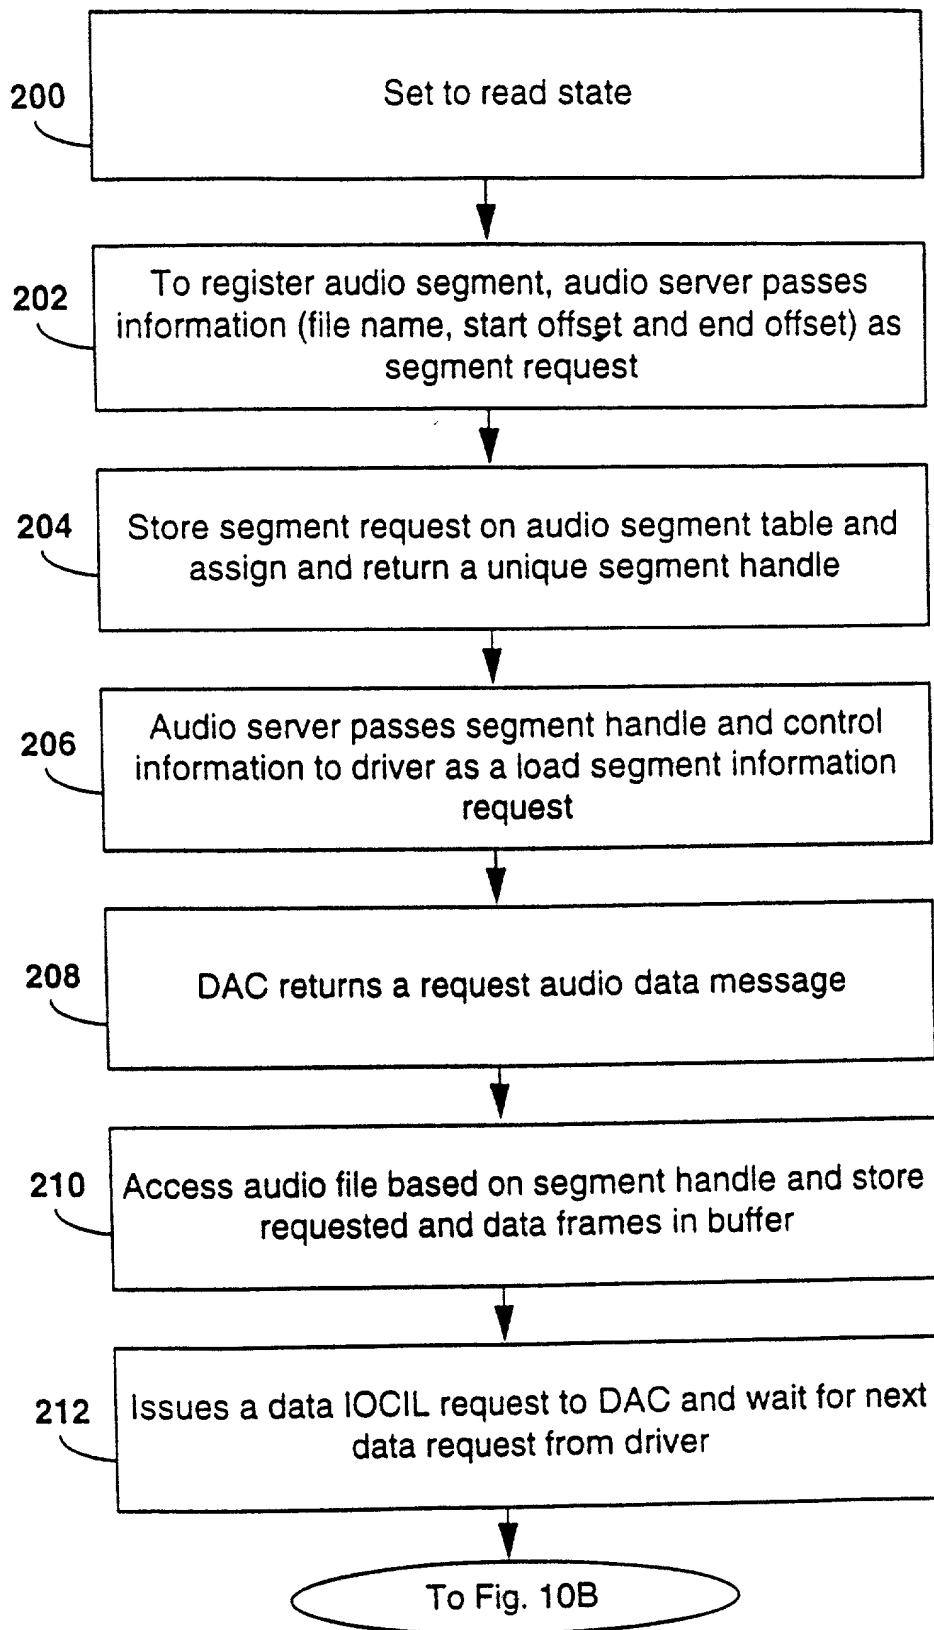 200
Set to read state
202
To register audio segment, audio server passes
information (file name, start offset and end offset) as
segment request
204
Store segment request on audio segment table and
assign and return a unique segment handle
206
Audio server passes segment handle and control
information to driver as a load segment information
request
208
DAC returns a request audio data message
210
Access audio file based on segment handle and store
requested and data frames in buffer
212
Issues a data IOCIL request to DAC and wait for next
data request from driver
To Fig. 10B